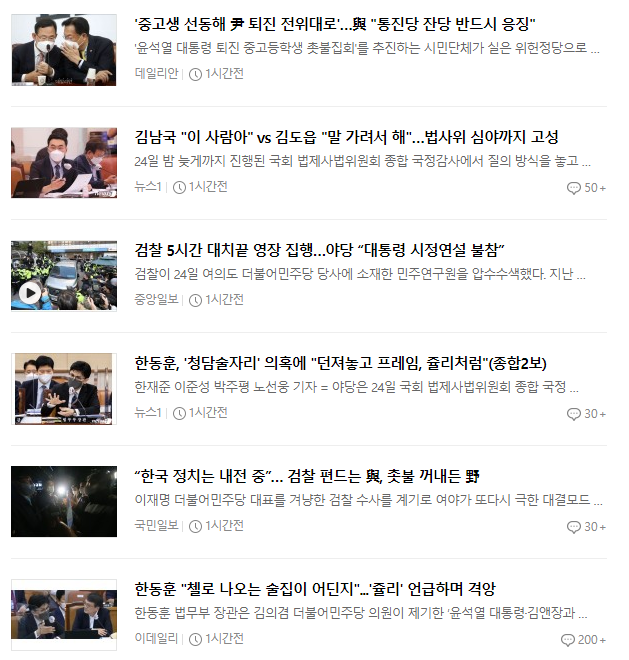 '중고생 선동해 尹 퇴진 전위대로'…與 "통진당 잔당 반드시 응징"
'윤석열 대통령 퇴진 중고등학생 촛불집회'를 추진하는 시민단체가 실은 위헌정당으로 ...
데일리안 1시간전
김남국 "이 사람아" vs 김도읍 "말 가려서 해"…법사위 심야까지 고성
24일 밤 늦게까지 진행된 국회 법제사법위원회 종합 국정감사에서 질의 방식을 놓고 ...
뉴스1 1시간전 50+
검찰 5시간 대치끝 영장 집행…야당 “대통령 시정연설 불참”
검찰이 24일 여의도 더불어민주당 당사에 소재한 민주연구원을 압수수색했다. 지난 ...
중앙일보 1시간전
한동훈, '청담술자리' 의혹에 "던져놓고 프레임, 쥴리처럼"(종합2보)
한재준 이준성 박주평 노선웅 기자 = 야당은 24일 국회 법제사법위원회 종합 국정 ...
뉴스1 1시간전 30+
“한국 정치는 내전 중”… 검찰 편드는 與, 촛불 꺼내든 野
이재명 더불어민주당 대표를 겨냥한 검찰 수사를 계기로 여야가 또다시 극한 대결모드 ...
국민일보 1시간전 30+
한동훈 "첼로 나오는 술집이 어딘지"...'쥴리' 언급하며 격앙
한동훈 법무부 장관은 김의겸 더불어민주당 의원이 제기한 '윤석열 대통령·김앤장과 ...
이데일리 1시간전 200+